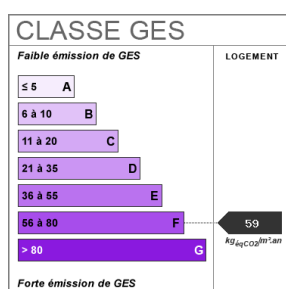 CLASSE GES
Faible émission de GES
LOGEMENT
≤ 5 A
6 à 10 B
11 à 20 C
21 à 35 D
36 à 55 E
56 à 80 F
59
kgéqCO2/m².an
> 80 G
Forte émission de GES